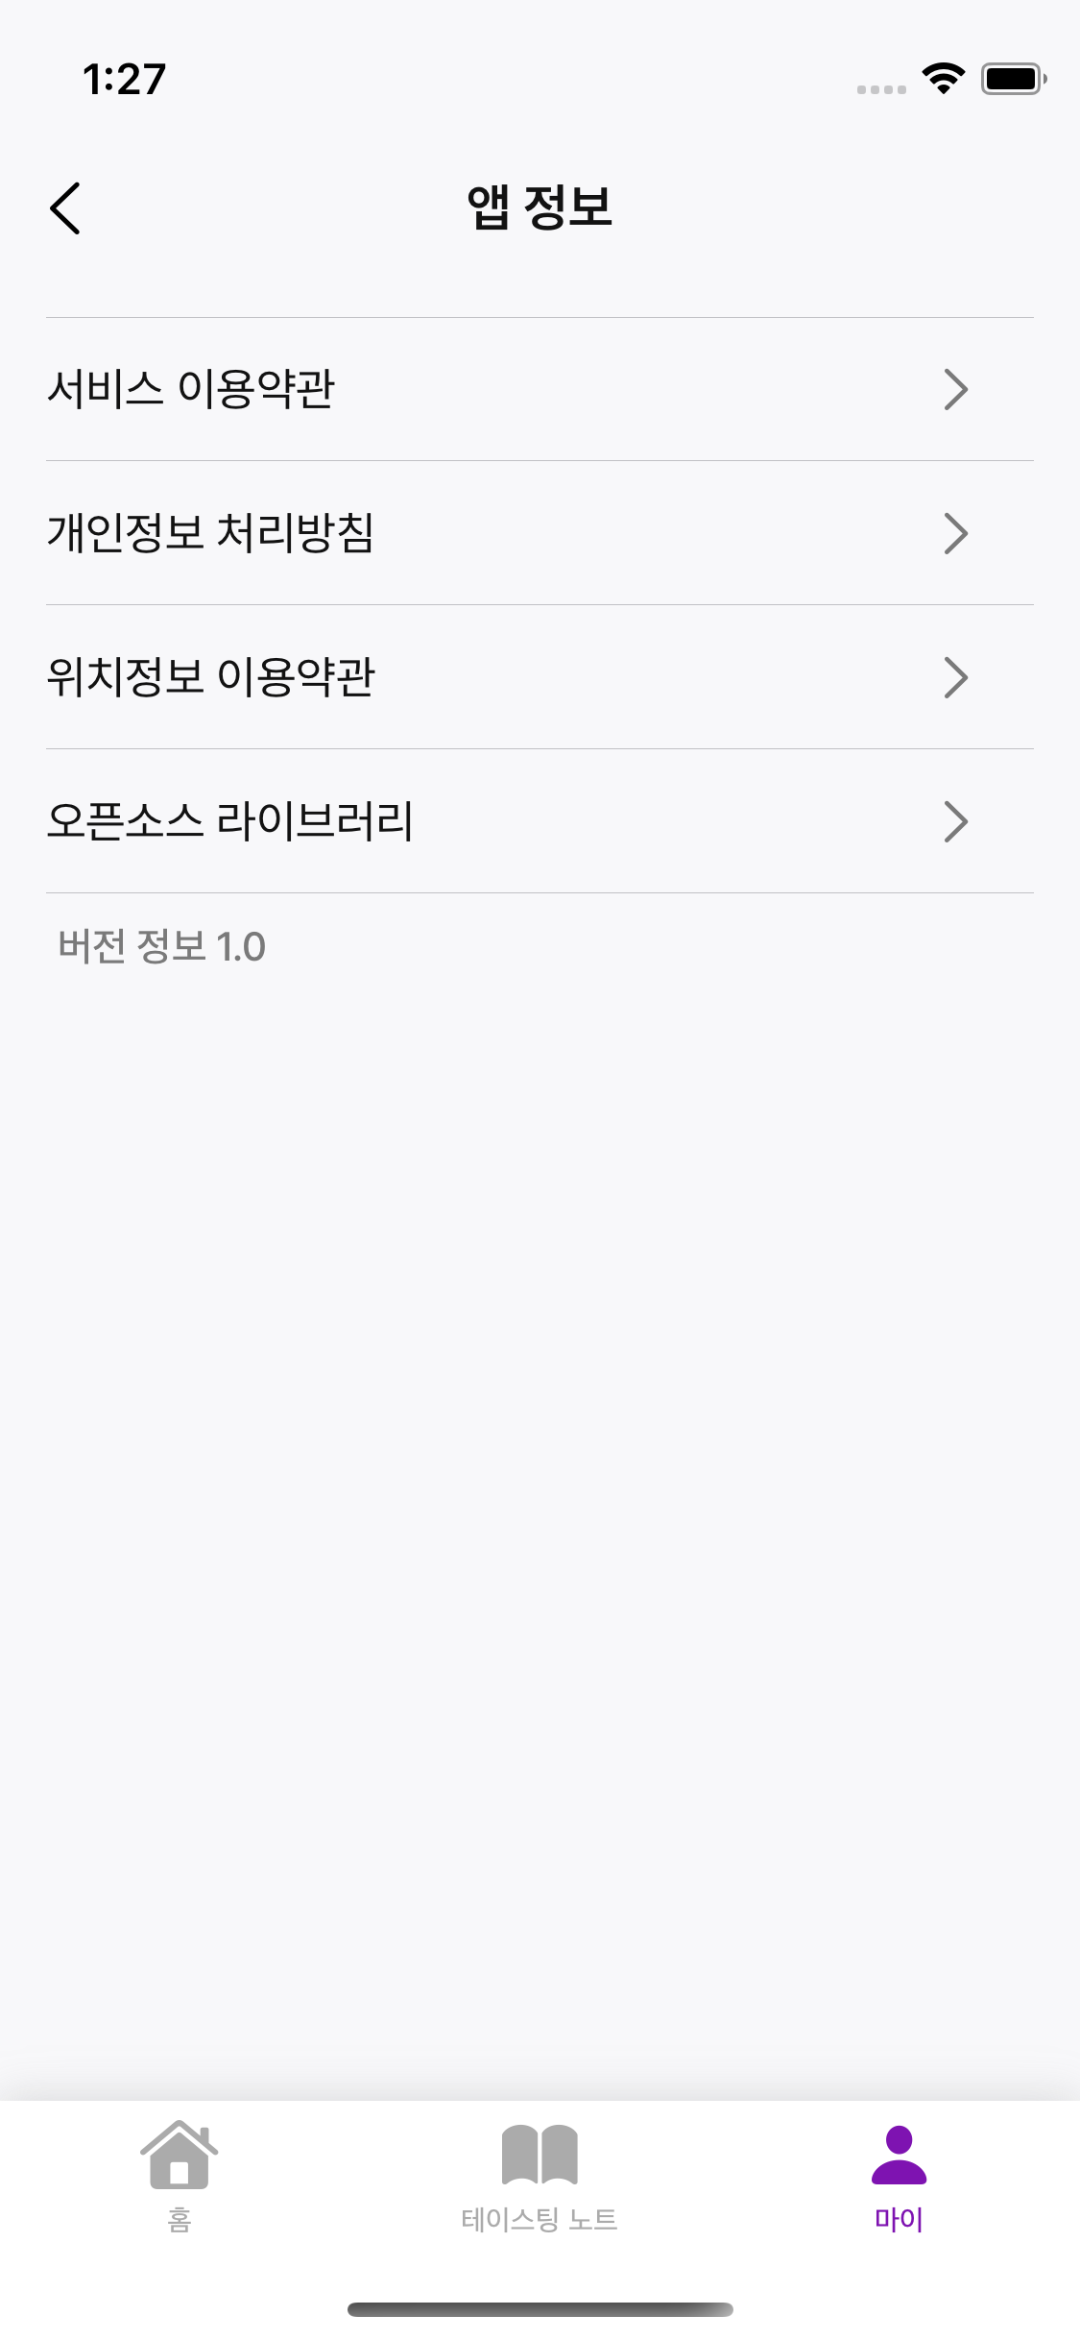 1:27
앱 정보
서비스 이용약관
개인정보 처리방침
위치정보 이용약관
오픈소스 라이브러리
버전 정보 1.0
홈
테이스팅 노트
마이